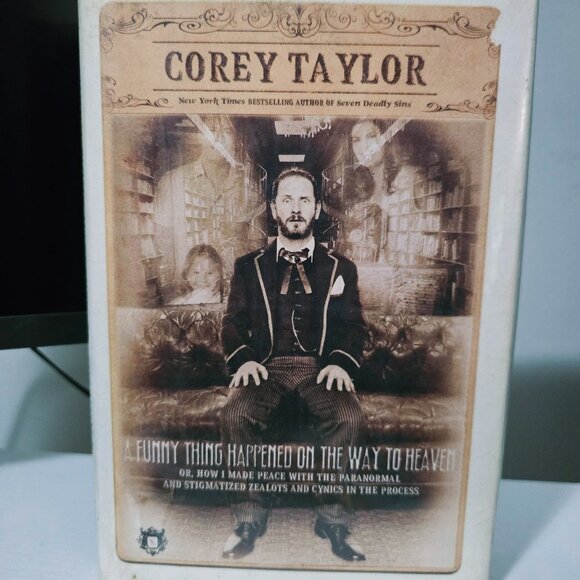 COREY TAYLOR
New York Times BESTSELLING AUTHOR OF Seven Deadly Sins
A FUNNY THING HAPPENED ON THE WAY TO HEAVEN
OR, HOW I MADE PEACE WITH THE PARANORMAL
AND STIGMATIZED ZEALOTS AND CYNICS IN THE PROCESS